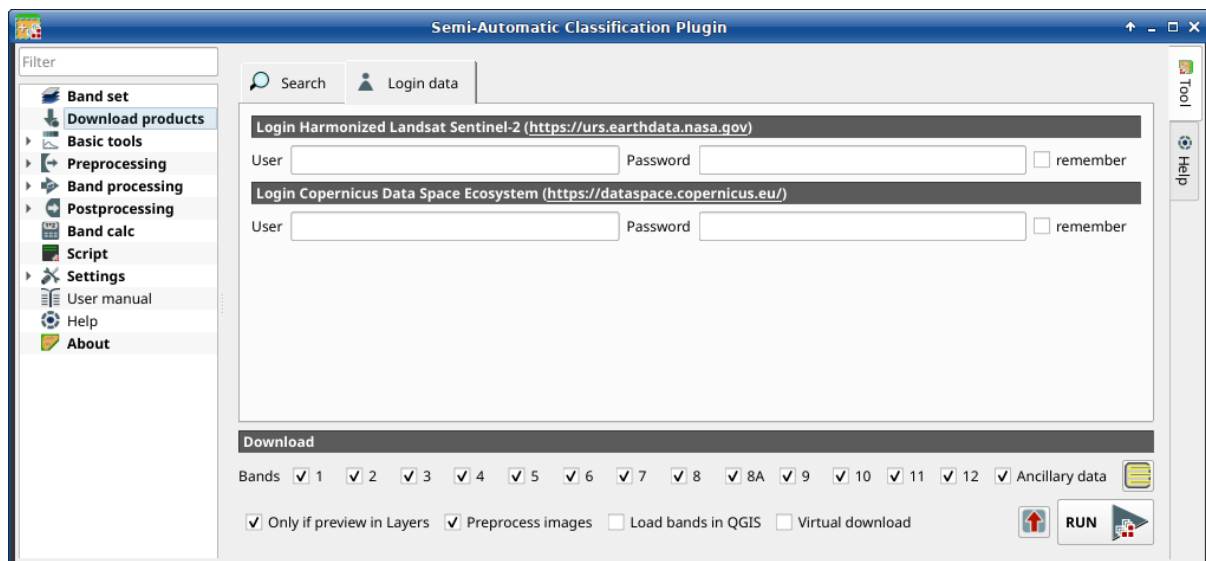 Semi-Automatic Classification Plugin
Filter
Band set
Download products
Basic tools
Preprocessing
Band processing
Postprocessing
Band calc
Script
Settings
User manual
Help
About
Search Login data
Login Harmonized Landsat Sentinel-2 (https://urs.earthdata.nasa.gov)
User Password remember
Login Copernicus Data Space Ecosystem (https://dataspace.copernicus.eu/)
User Password remember
Download
Bands 1 2 3 4 5 6 7 8 8A 9 10 11 12 Ancillary data
Only if preview in Layers Preprocess images Load bands in QGIS Virtual download RUN
Tool
Help